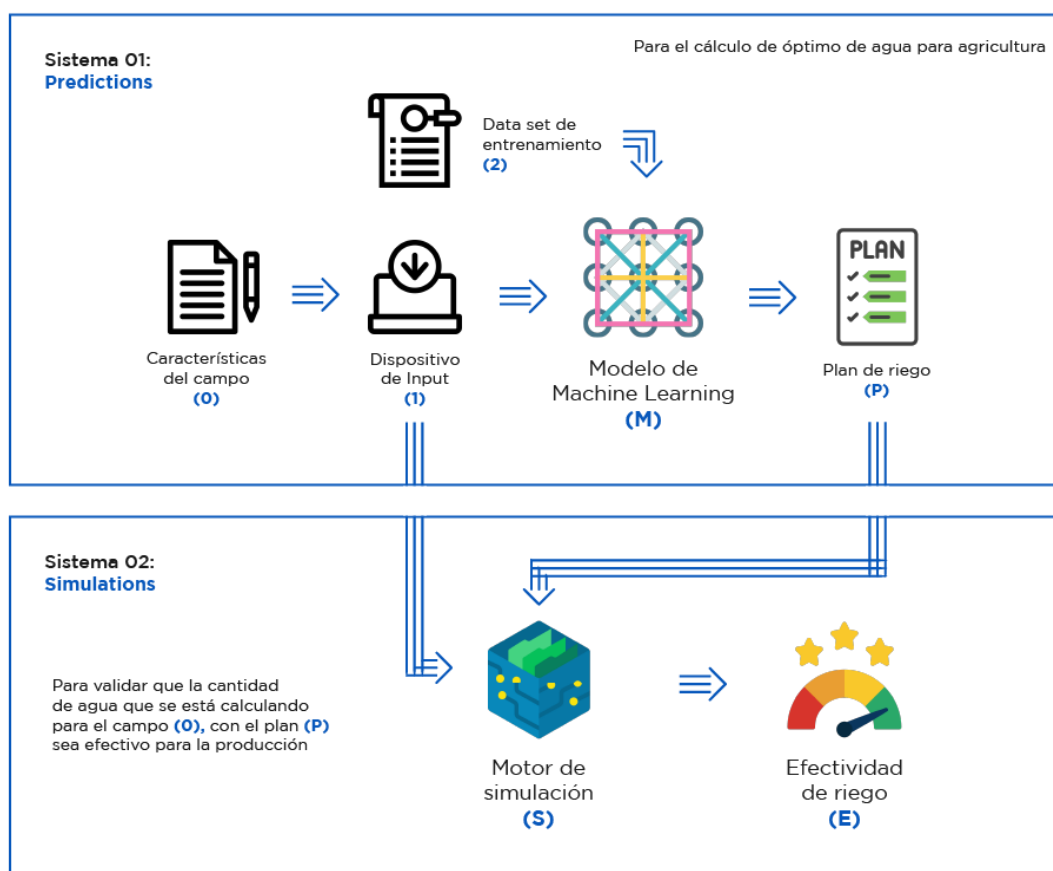 Sistema 01:
Predictions
Para el cálculo de óptimo de agua para agricultura
Data set de
entrenamiento
(2)
Características
del campo
(0)
Dispositivo
de Input
(1)
Modelo de
Machine Learning
(M)
PLAN
Plan de riego
(P)
Sistema 02:
Simulations
Para validar que la cantidad
de agua que se está calculando
para el campo (0), con el plan (P)
sea efectivo para la producción
Motor de
simulación
(S)
Efectividad
de riego
(E)